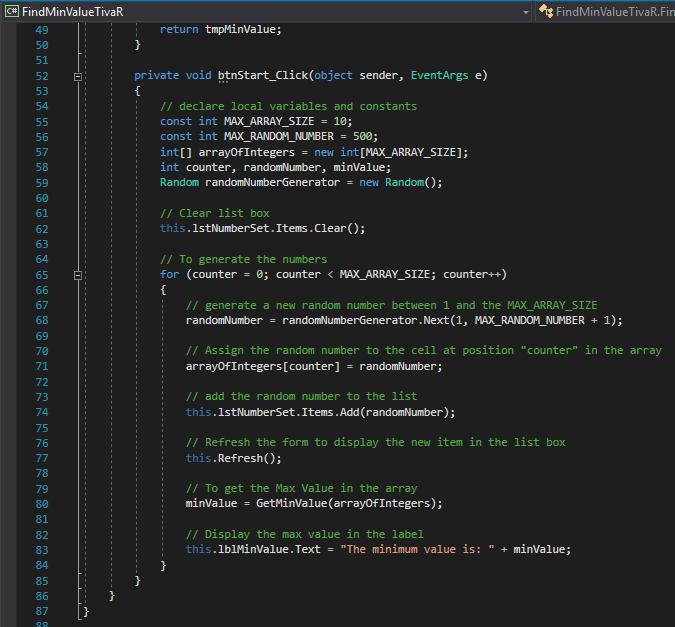 C# FindMinValueTivaR FindMinValueTivaR.Fin
49 return tmpMinValue;
50 }
51
52 private void btnStart_Click(object sender, EventArgs e)
53 {
54 // declare local variables and constants
55 const int MAX_ARRAY_SIZE = 10;
56 const int MAX_RANDOM_NUMBER = 500;
57 int[] arrayOfIntegers = new int[MAX_ARRAY_SIZE];
58 int counter, randomNumber, minValue;
59 Random randomNumberGenerator = new Random();
60
61 // Clear list box
62 this.lstNumberSet.Items.Clear();
63
64 // To generate the numbers
65 for (counter = 0; counter < MAX_ARRAY_SIZE; counter++)
66 {
67 // generate a new random number between 1 and the MAX_ARRAY_SIZE
68 randomNumber = randomNumberGenerator.Next(1, MAX_RANDOM_NUMBER + 1);
69
70 // Assign the random number to the cell at position "counter" in the array
71 arrayOfIntegers[counter] = randomNumber;
72
73 // add the random number to the list
74 this.lstNumberSet.Items.Add(randomNumber);
75
76 // Refresh the form to display the new item in the list box
77 this.Refresh();
78
79 // To get the Max Value in the array
80 minValue = GetMinValue(arrayOfIntegers);
81
82 // Display the max value in the label
83 this.lblMinValue.Text = "The minimum value is: " + minValue;
84 }
85 }
86 }
87 }
88